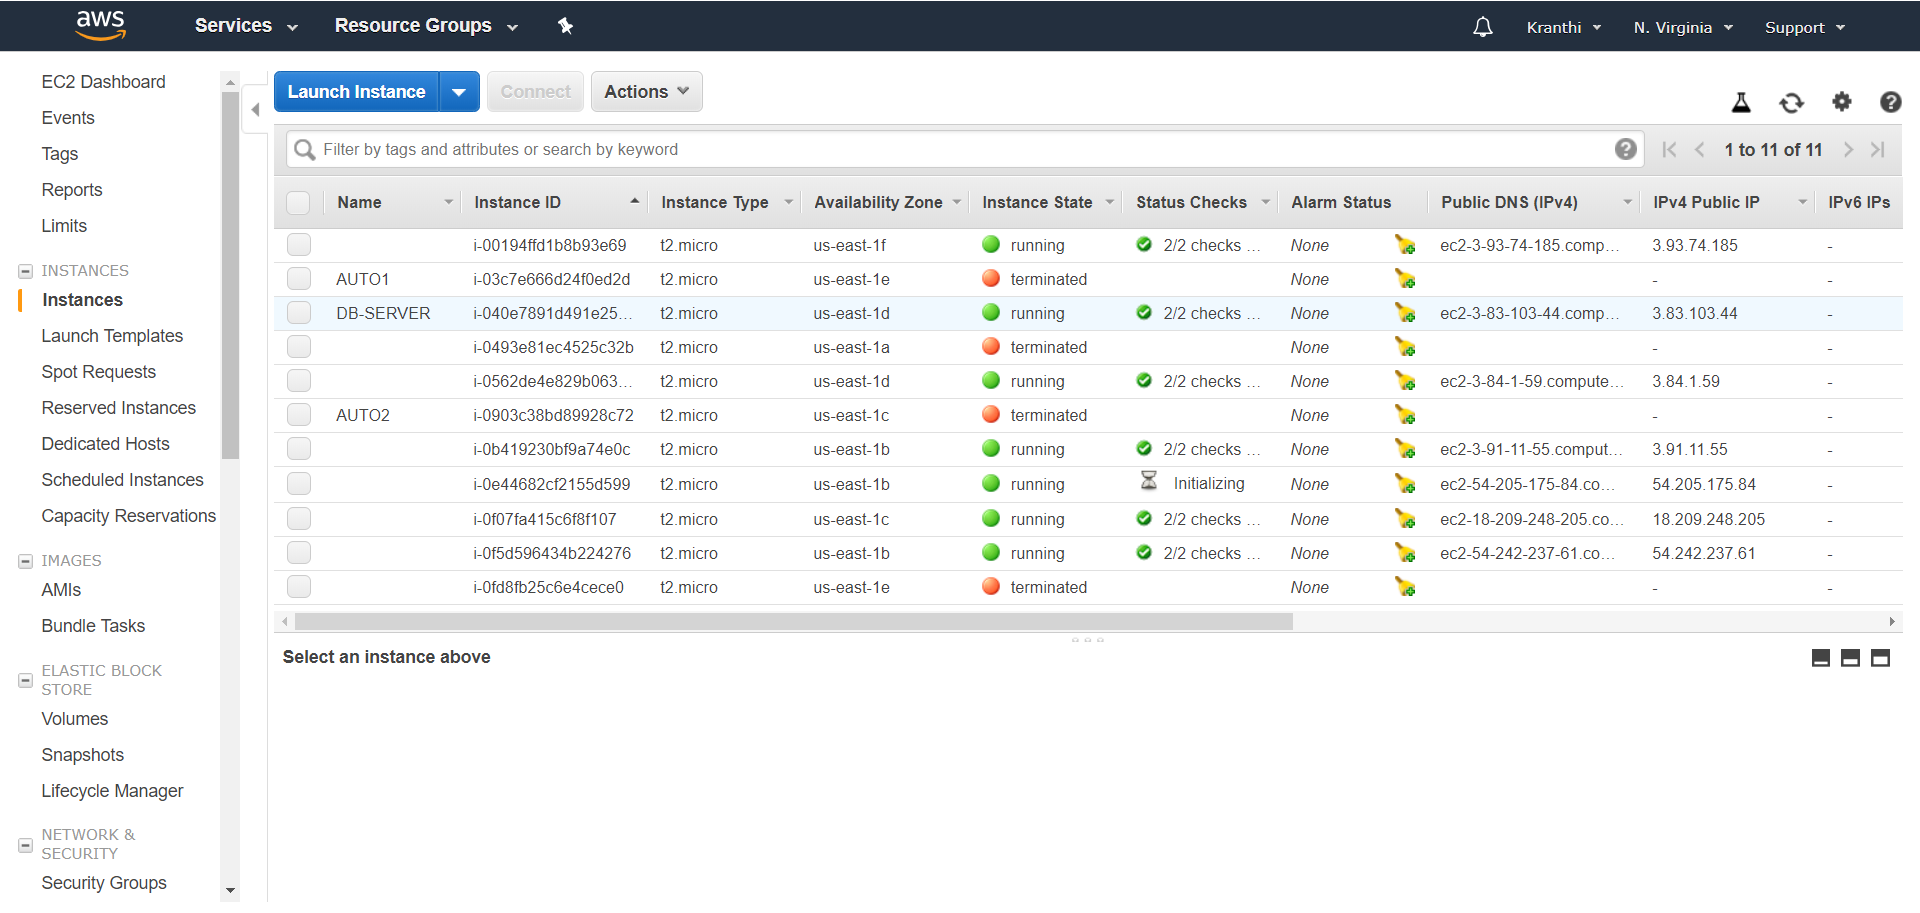 aws Services Resource Groups Kranthi N. Virginia Support
EC2 Dashboard
Events
Tags
Reports
Limits
INSTANCES
Instances
Launch Templates
Spot Requests
Reserved Instances
Dedicated Hosts
Scheduled Instances
Capacity Reservations
IMAGES
AMIs
Bundle Tasks
ELASTIC BLOCK
STORE
Volumes
Snapshots
Lifecycle Manager
NETWORK &
SECURITY
Security Groups
Launch Instance Connect Actions
Filter by tags and attributes or search by keyword 1 to 11 of 11
Name Instance ID Instance Type Availability Zone Instance State Status Checks Alarm Status Public DNS (IPv4) IPv4 Public IP IPv6 IPs
i-00194ffd1b8b93e69 t2.micro us-east-1f running 2/2 checks ... None ec2-3-93-74-185.comp... 3.93.74.185 -
AUTO1 i-03c7e666d24f0ed2d t2.micro us-east-1e terminated None - -
DB-SERVER i-040e7891d491e25... t2.micro us-east-1d running 2/2 checks ... None ec2-3-83-103-44.comp... 3.83.103.44 -
i-0493e81ec4525c32b t2.micro us-east-1a terminated None - -
i-0562de4e829b063... t2.micro us-east-1d running 2/2 checks ... None ec2-3-84-1-59.compute... 3.84.1.59 -
AUTO2 i-0903c38bd89928c72 t2.micro us-east-1c terminated None - -
i-0b419230bf9a74e0c t2.micro us-east-1b running 2/2 checks ... None ec2-3-91-11-55.comput... 3.91.11.55 -
i-0e44682cf2155d599 t2.micro us-east-1b running Initializing None ec2-54-205-175-84.co... 54.205.175.84 -
i-0f07fa415c6f8f107 t2.micro us-east-1c running 2/2 checks ... None ec2-18-209-248-205.co... 18.209.248.205 -
i-0f5d596434b224276 t2.micro us-east-1b running 2/2 checks ... None ec2-54-242-237-61.co... 54.242.237.61 -
i-0fd8fb25c6e4cece0 t2.micro us-east-1e terminated None - -
Select an instance above